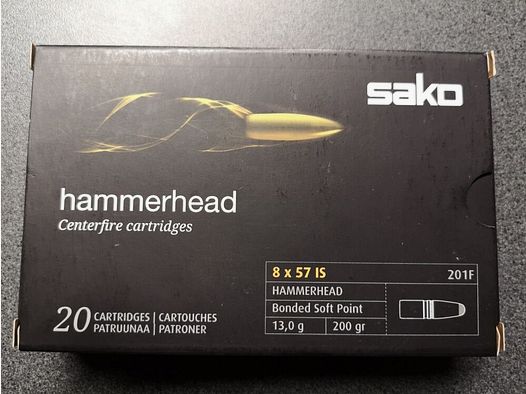 sako
hammerhead
Centerfire cartridges
8 x 57 IS 201F
HAMMERHEAD
Bonded Soft Point
13,0 g 200 gr
20 CARTRIDGES | CARTOUCHES
PATRUUNAA | PATRONER